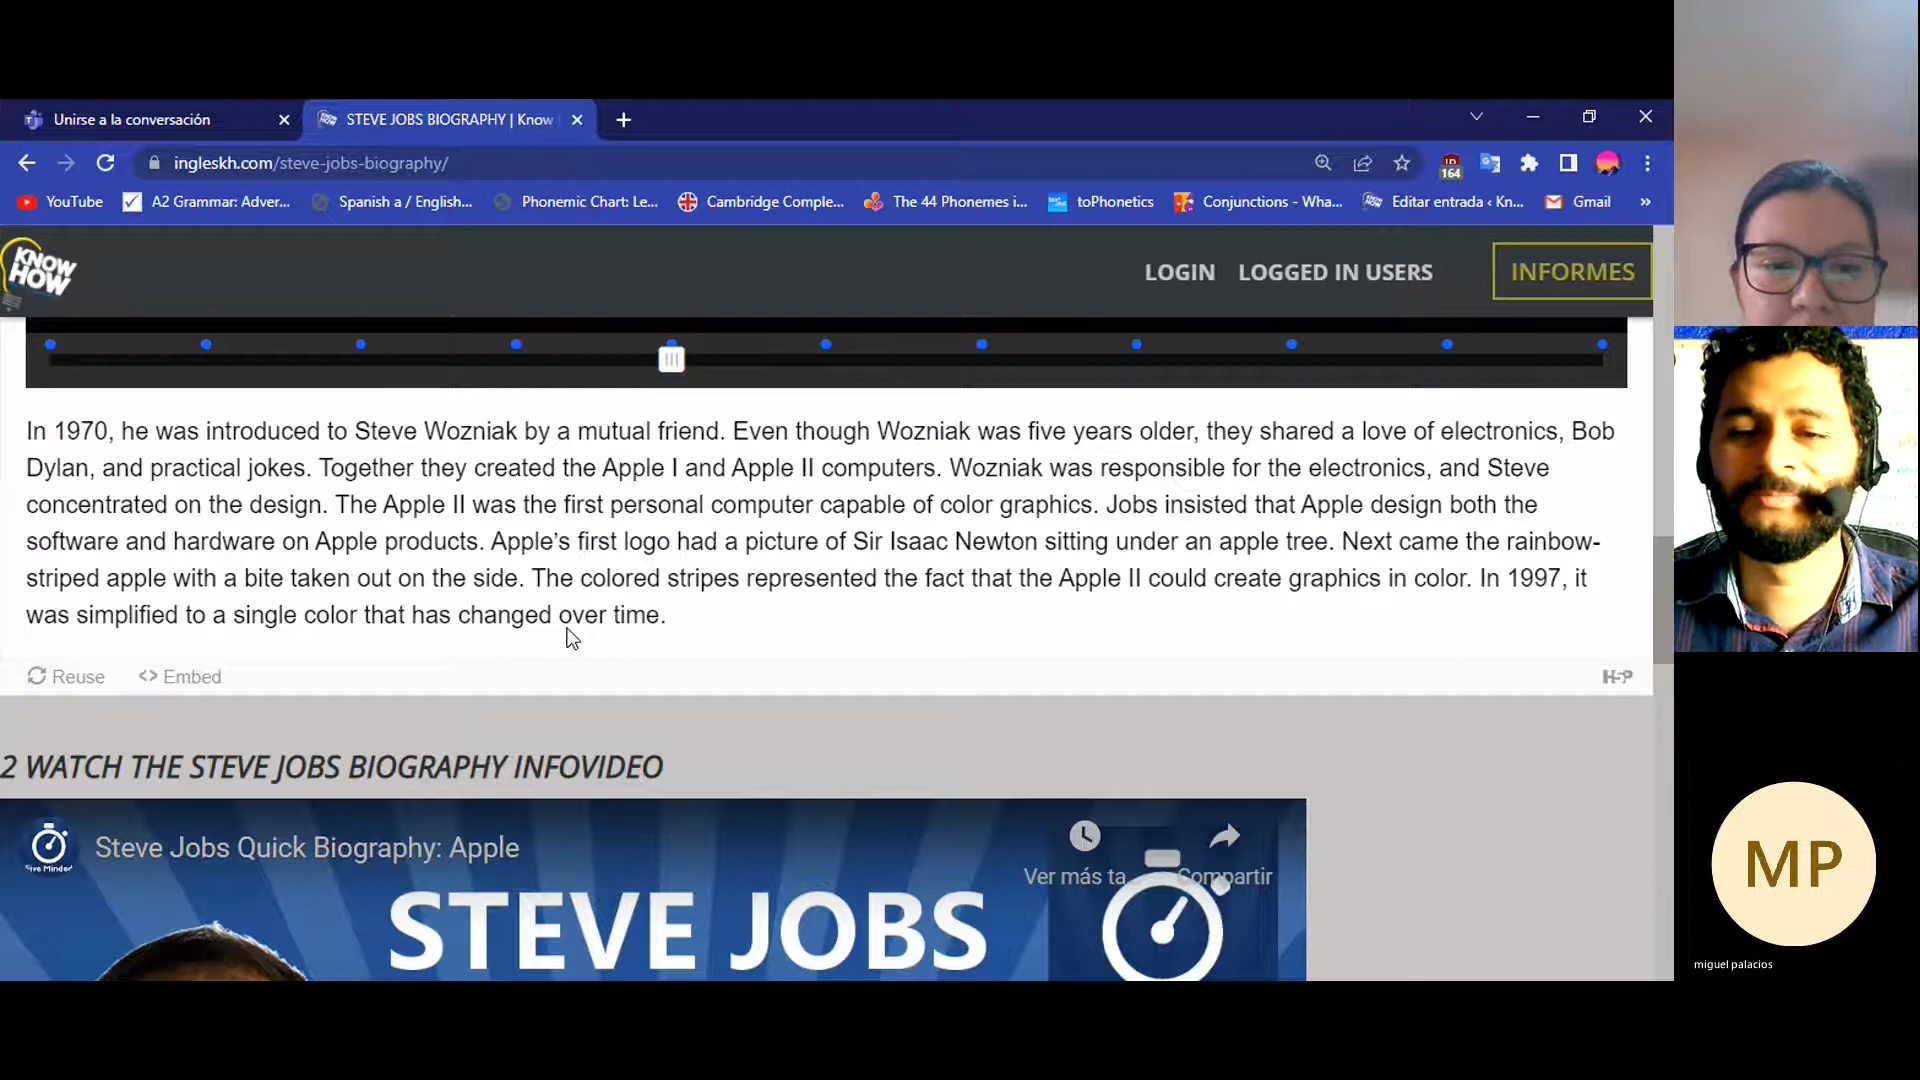 Unirse a la conversación
STEVE JOBS BIOGRAPHY | Know
ingleskh.com/steve-jobs-biography/
164
YouTube
A2 Grammar: Adver...
Spanish a / English...
Phonemic Chart: Le...
Cambridge Comple...
The 44 Phonemes i...
toPhonetics
Conjunctions - Wha...
Editar entrada ‹ Kn...
Gmail
»
KNOW
HOW
LOGIN
LOGGED IN USERS
INFORMES
In 1970, he was introduced to Steve Wozniak by a mutual friend. Even though Wozniak was five years older, they shared a love of electronics, Bob
Dylan, and practical jokes. Together they created the Apple I and Apple II computers. Wozniak was responsible for the electronics, and Steve
concentrated on the design. The Apple II was the first personal computer capable of color graphics. Jobs insisted that Apple design both the
software and hardware on Apple products. Apple’s first logo had a picture of Sir Isaac Newton sitting under an apple tree. Next came the rainbow-
striped apple with a bite taken out on the side. The colored stripes represented the fact that the Apple II could create graphics in color. In 1997, it
was simplified to a single color that has changed over time.
Reuse
<> Embed
H5P
2 WATCH THE STEVE JOBS BIOGRAPHY INFOVIDEO
Steve Jobs Quick Biography: Apple
Ver más ta...
Compartir
STEVE JOBS
MP
miguel palacios